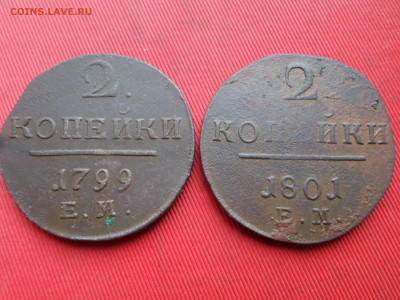 COINS.LAVE.RU
2.
КОПЕЙКИ
1799
Е. М.
2.
КОПЕЙКИ
1801
Е. М.